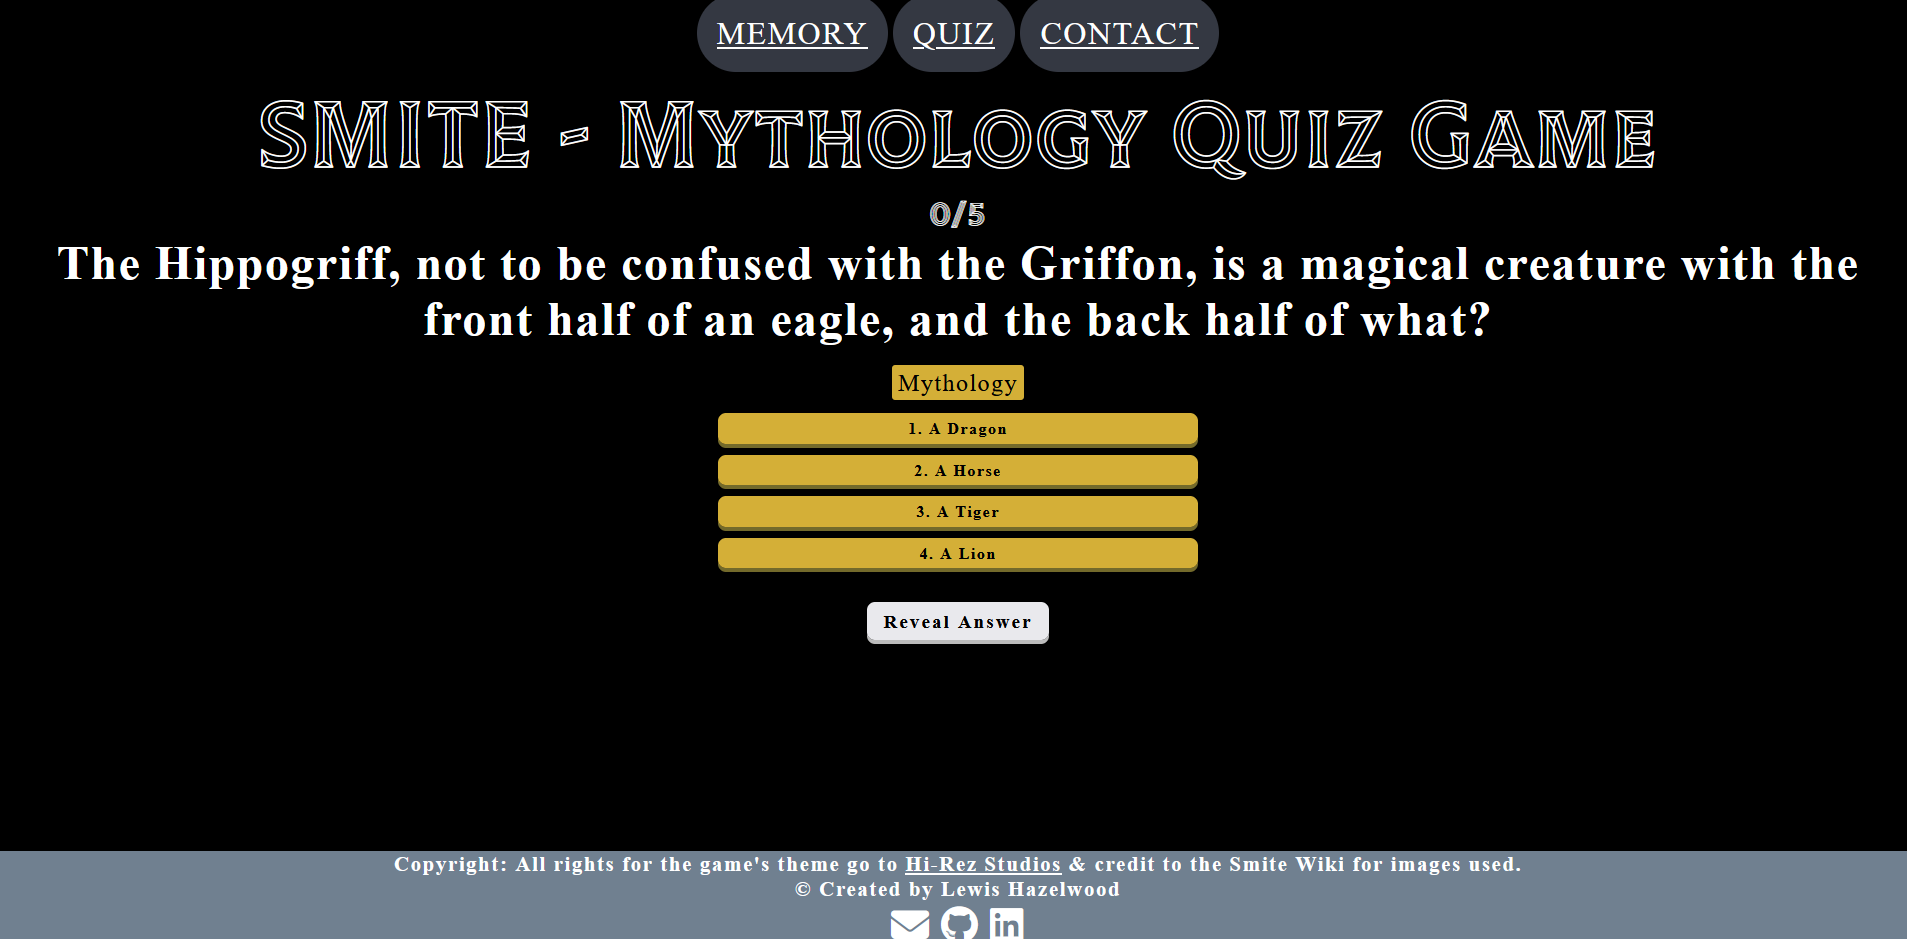 MEMORY QUIZ CONTACT
SMITE - Mythology Quiz Game
0/5
The Hippogriff, not to be confused with the Griffon, is a magical creature with the
front half of an eagle, and the back half of what?
Mythology
1. A Dragon
2. A Horse
3. A Tiger
4. A Lion
Reveal Answer
Copyright: All rights for the game's theme go to Hi-Rez Studios & credit to the Smite Wiki for images used.
© Created by Lewis Hazelwood
in